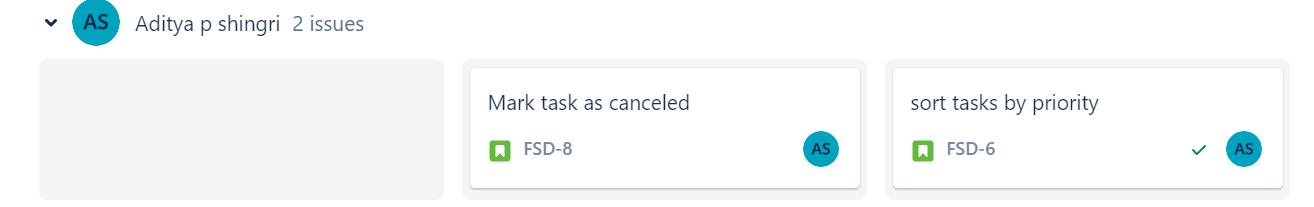 AS Aditya p shingri 2 issues
Mark task as canceled
FSD-8 AS
sort tasks by priority
FSD-6 AS